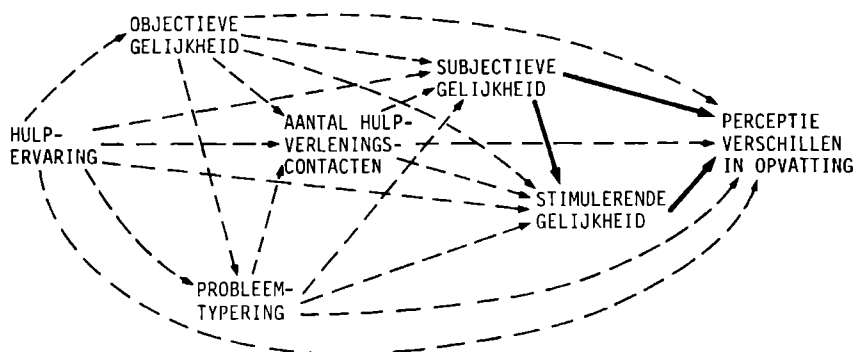 OBJECTIEVE
GELIJKHEID
SUBJECTIEVE
GELIJKHEID
HULP-
ERVARING
AANTAL HULP-
VERLENINGS-
CONTACTEN
PERCEPTIE
VERSCHILLEN
IN OPVATTING
STIMULERENDE
GELIJKHEID
PROBLEEM-
TYPERING